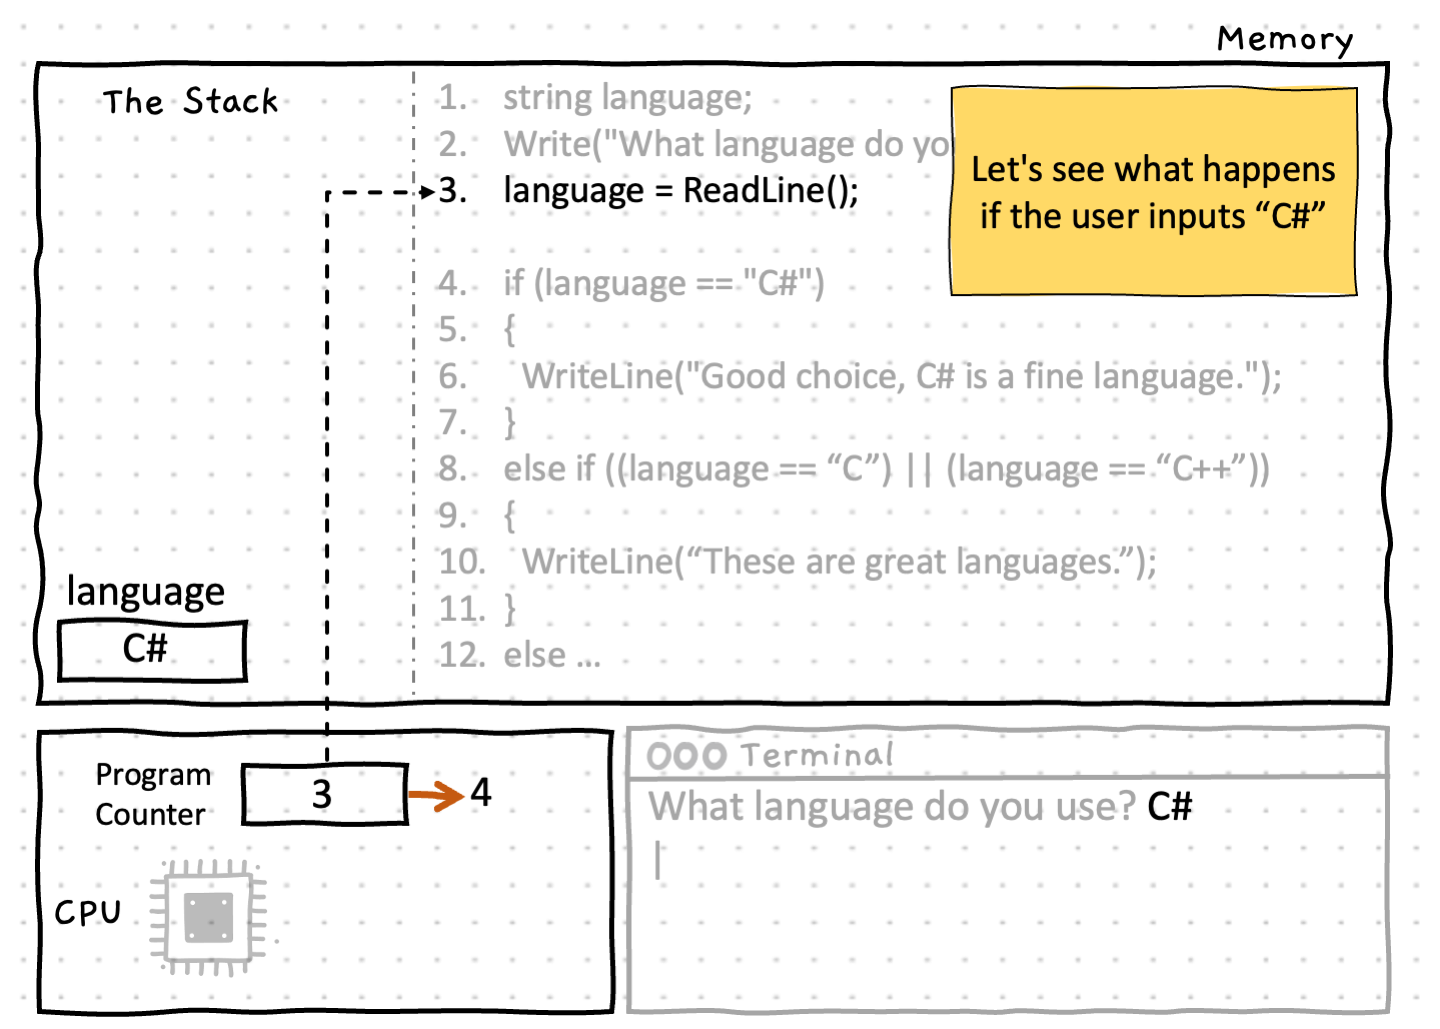 Memory
The Stack
1. string language;
2. Write("What language do yo
3. language = ReadLine();
Let's see what happens
if the user inputs “C#”
4. if (language == "C#")
5. {
6. WriteLine("Good choice, C# is a fine language.");
7. }
8. else if ((language == “C”) || (language == “C++”))
9. {
10. WriteLine(“These are great languages.”);
11. }
12. else ...
language
C#
Program
Counter
3
4
CPU
Terminal
What language do you use? C#